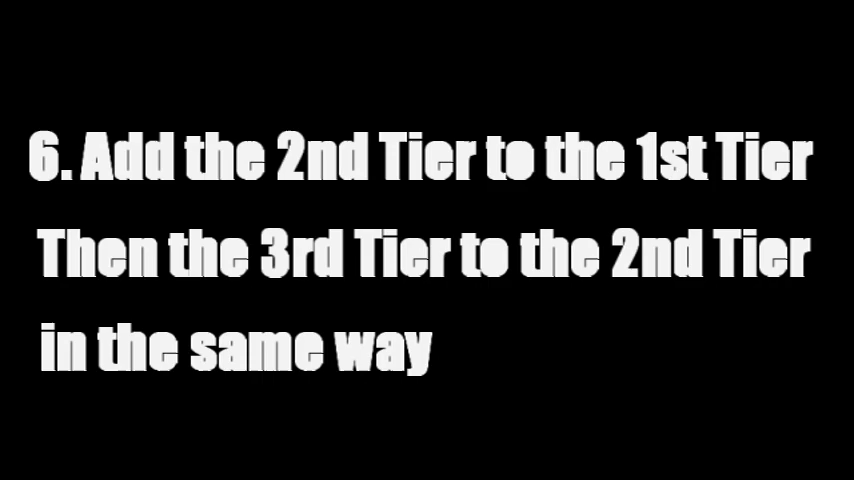 6. Add the 2nd Tier to the 1st Tier
Then the 3rd Tier to the 2nd Tier
in the same way